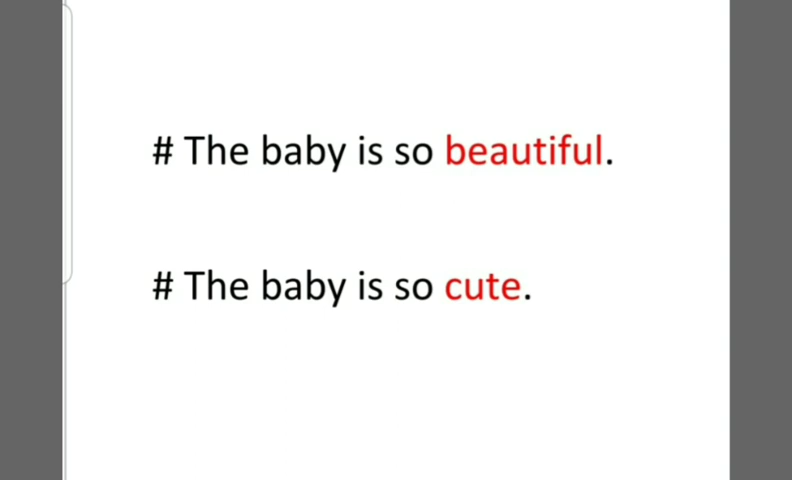 # The baby is so beautiful.
# The baby is so cute.